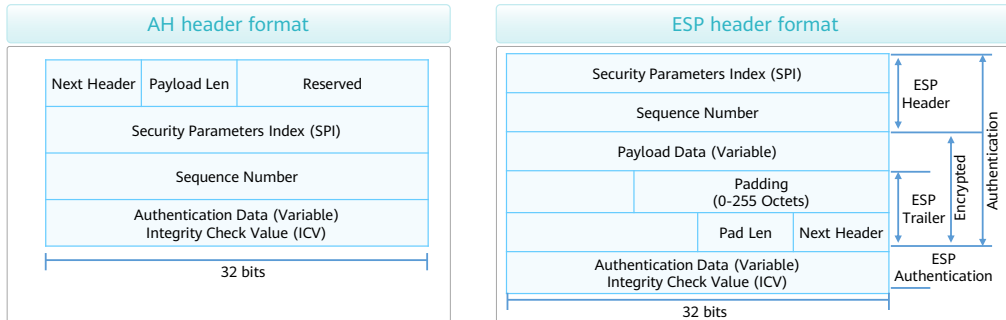 AH header format
Next Header
Payload Len
Reserved
Security Parameters Index (SPI)
Sequence Number
Authentication Data (Variable)
Integrity Check Value (ICV)
32 bits
ESP header format
Security Parameters Index (SPI)
Sequence Number
Payload Data (Variable)
Padding
(0-255 Octets)
Pad Len
Next Header
Authentication Data (Variable)
Integrity Check Value (ICV)
32 bits
ESP
Header
ESP
Trailer
Encrypted
Authentication
ESP
Authentication